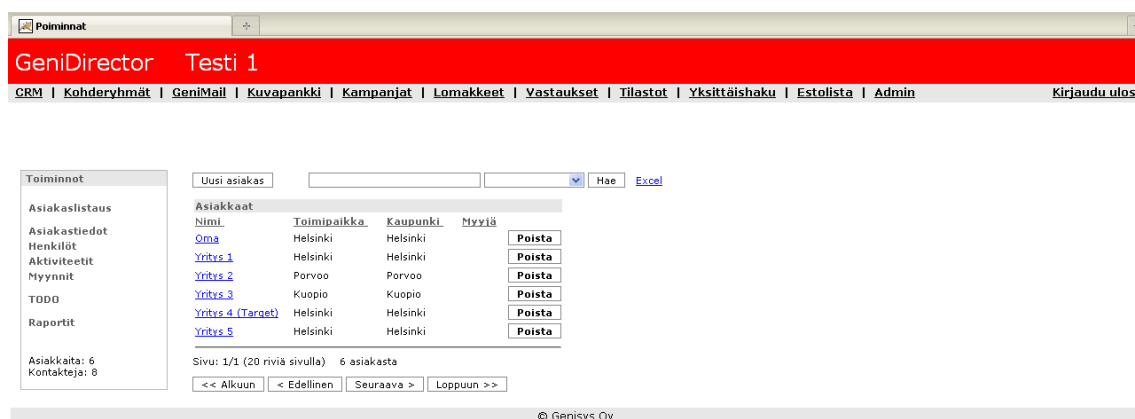 Poiminnat
GeniDirector Testi 1
CRM | Kohderyhmät | GeniMail | Kuvapankki | Kampanjat | Lomakkeet | Vastaukset | Tilastot | Yksittäishaku | Estolista | Admin Kirjaudu ulos
Toiminnot
Asiakaslistaus
Asiakastiedot
Henkilöt
Aktiviteetit
Myynnit
TODO
Raportit
Asiakkaita: 6
Kontakteja: 8
Uusi asiakas Hae Excel
Asiakkaat
Nimi Toimipaikka Kaupunki Myyjä
Oma Helsinki Helsinki Poista
Yritys 1 Helsinki Helsinki Poista
Yritys 2 Porvoo Porvoo Poista
Yritys 3 Kuopio Kuopio Poista
Yritys 4 (Target) Helsinki Helsinki Poista
Yritys 5 Helsinki Helsinki Poista
Sivu: 1/1 (20 riviä sivulla) 6 asiakasta
<< Alkuun < Edellinen Seuraava > Loppuun >>
© Genisys Oy